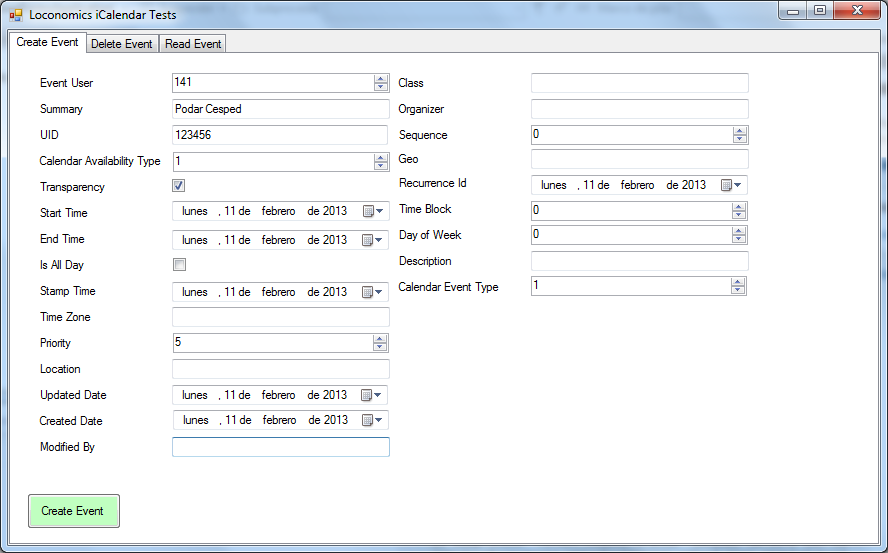 Loconomics iCalendar Tests
Create Event
Delete Event
Read Event
Event User
141
Summary
Podar Cesped
UID
123456
Calendar Availability Type
1
Transparency
Start Time
lunes , 11 de febrero de 2013
End Time
lunes , 11 de febrero de 2013
Is All Day
Stamp Time
lunes , 11 de febrero de 2013
Time Zone
Priority
5
Location
Updated Date
lunes , 11 de febrero de 2013
Created Date
lunes , 11 de febrero de 2013
Modified By
Class
Organizer
Sequence
0
Geo
Recurrence Id
lunes , 11 de febrero de 2013
Time Block
0
Day of Week
0
Description
Calendar Event Type
1
Create Event